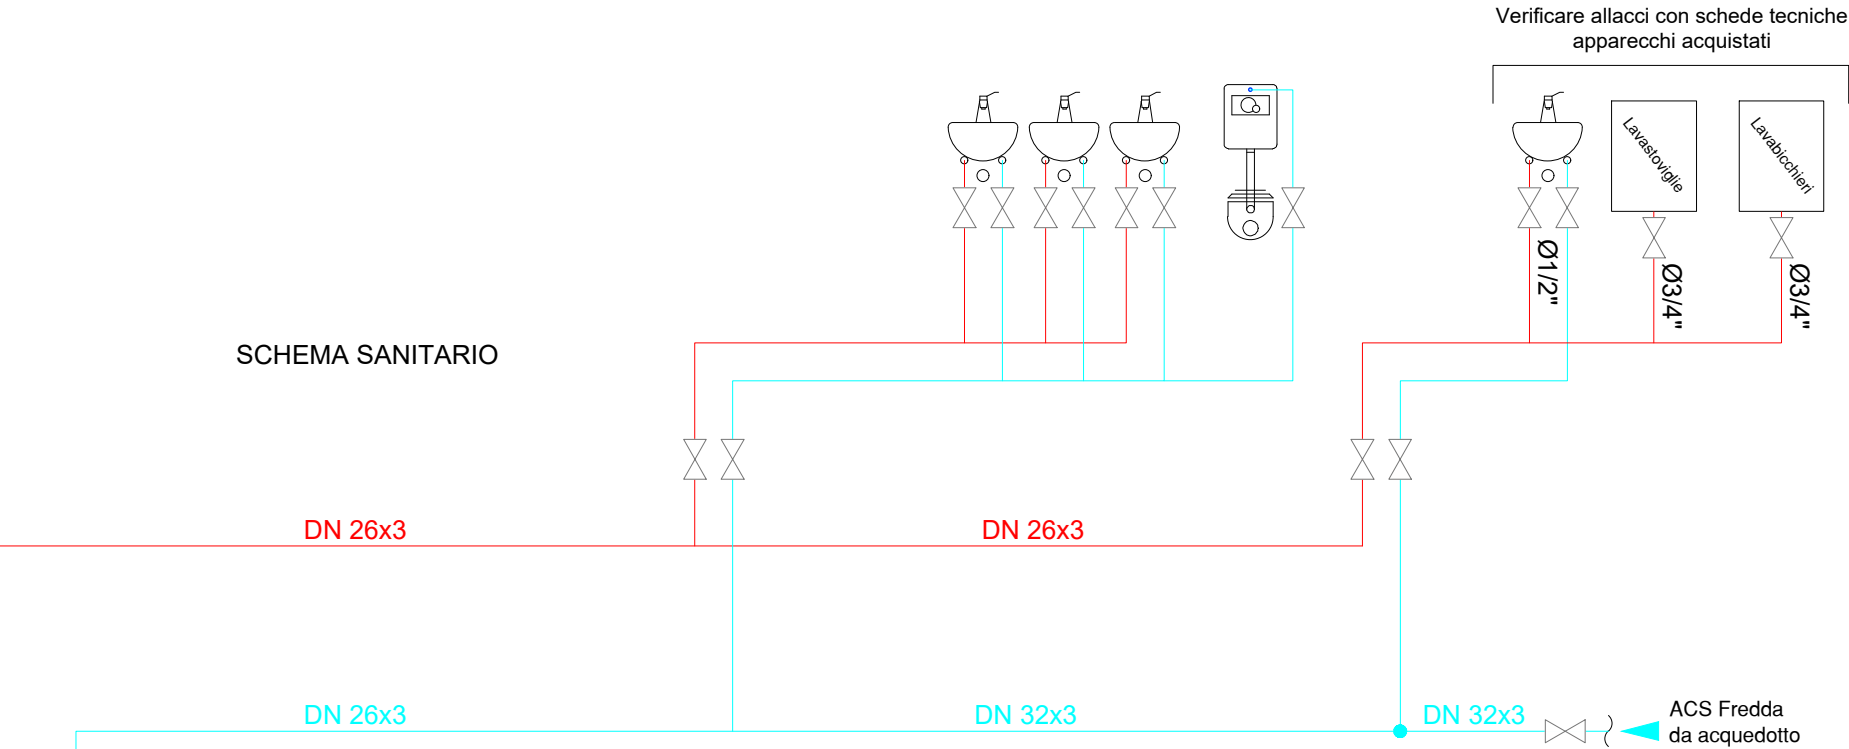 Verificare allacci con schede tecniche
apparecchi acquistati
Lavastoviglie
Lavabicchieri
Ø1/2"
Ø3/4"
Ø3/4"
SCHEMA SANITARIO
DN 26x3
DN 26x3
DN 26x3
DN 32x3
DN 32x3
ACS Fredda
da acquedotto